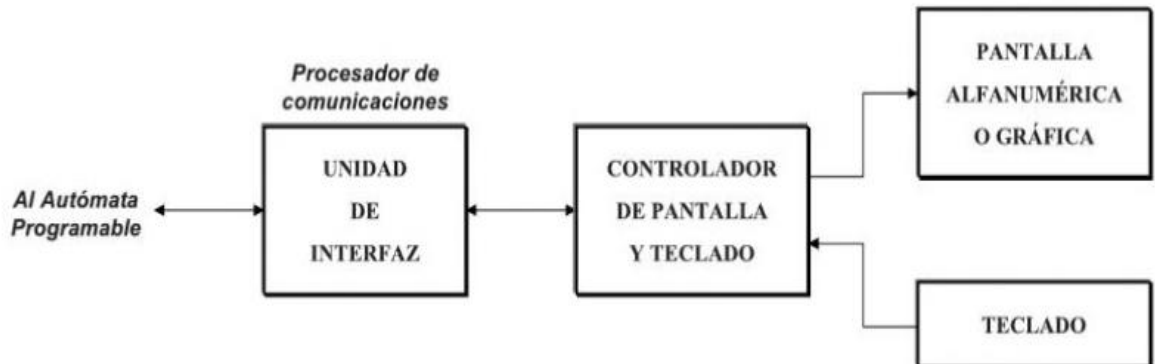 Procesador de
comunicaciones
Al Autómata
Programable
UNIDAD
DE
INTERFAZ
CONTROLADOR
DE PANTALLA
Y TECLADO
PANTALLA
ALFANUMÉRICA
O GRÁFICA
TECLADO